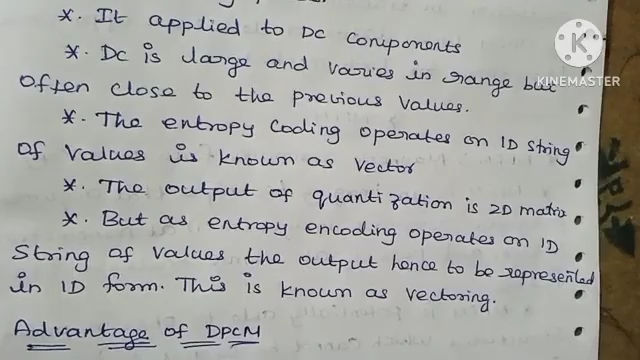 *. It applied to DC components
*. DC is large and varies in range but
often close to the previous values.
*. The entropy coding operates on 1D string
of values is known as vector
*. The output of quantization is 2D matrix
*. But as entropy encoding operates on 1D
string of values the output hence to be represented
in 1D form. This is known as vectoring.
Advantage of DPCM
KINEMASTER